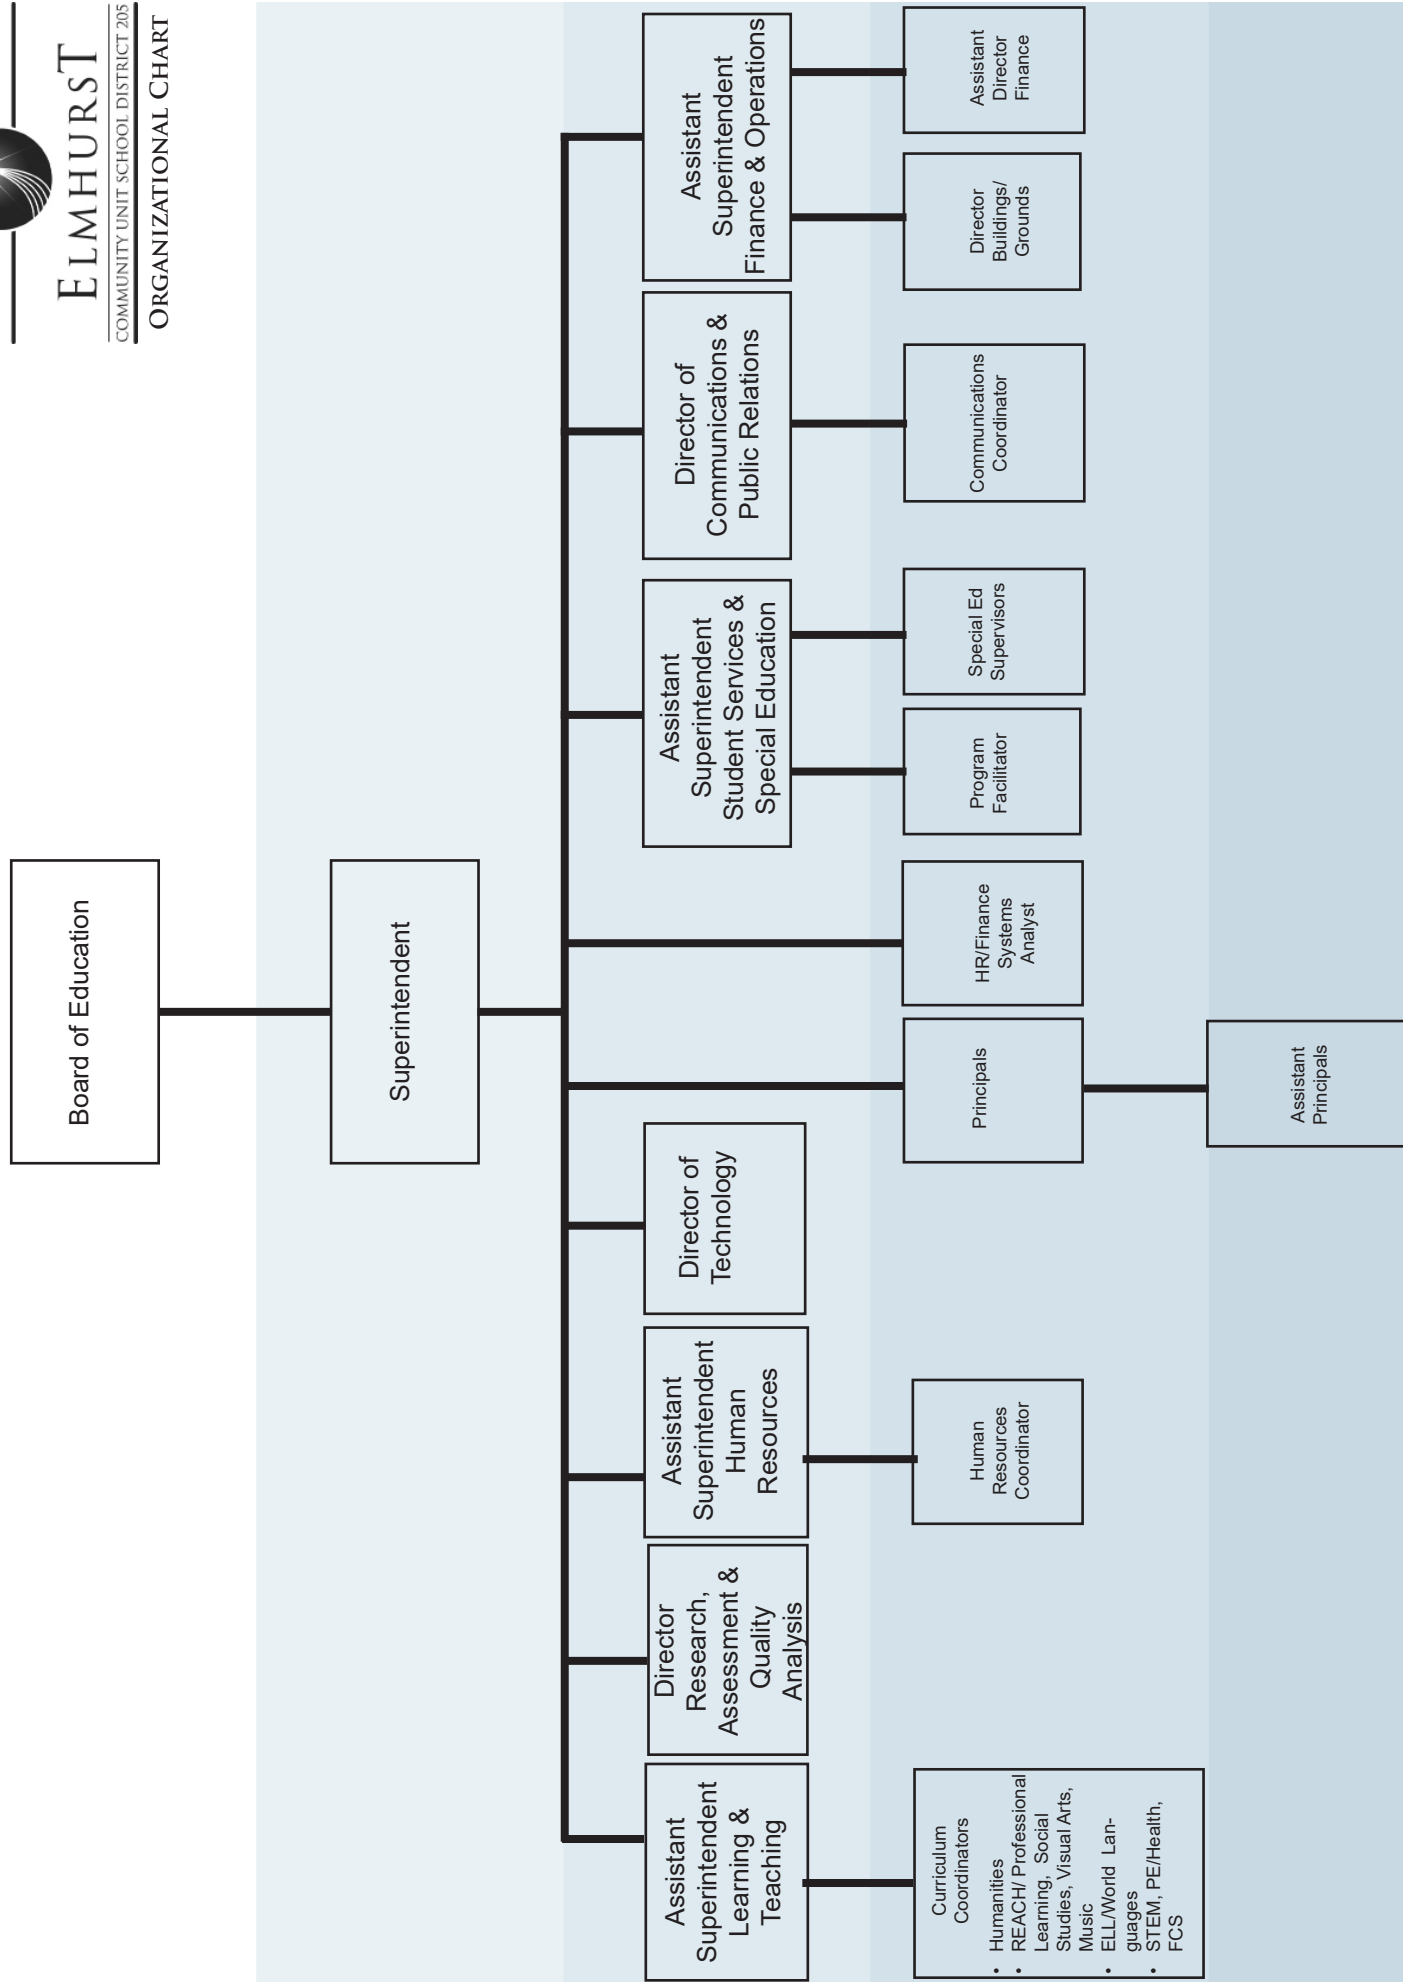 ELMHURST
COMMUNITY UNIT SCHOOL DISTRICT 205
ORGANIZATIONAL CHART
Board of Education
Superintendent
Assistant
Superintendent
Learning &
Teaching
Director
Research,
Assessment &
Quality
Analysis
Assistant
Superintendent
Human
Resources
Director of
Technology
Assistant
Superintendent
Student Services &
Special Education
Director of
Communications &
Public Relations
Assistant
Superintendent
Finance & Operations
Curriculum
Coordinators
• Humanities
• REACH/ Professional
Learning, Social
Studies, Visual Arts,
Music
• ELL/World Lan-
guages
• STEM, PE/Health,
FCS
Human
Resources
Coordinator
Principals
HR/Finance
Systems
Analyst
Program
Facilitator
Special Ed
Supervisors
Communications
Coordinator
Director
Buildings/
Grounds
Assistant
Director
Finance
Assistant
Principals